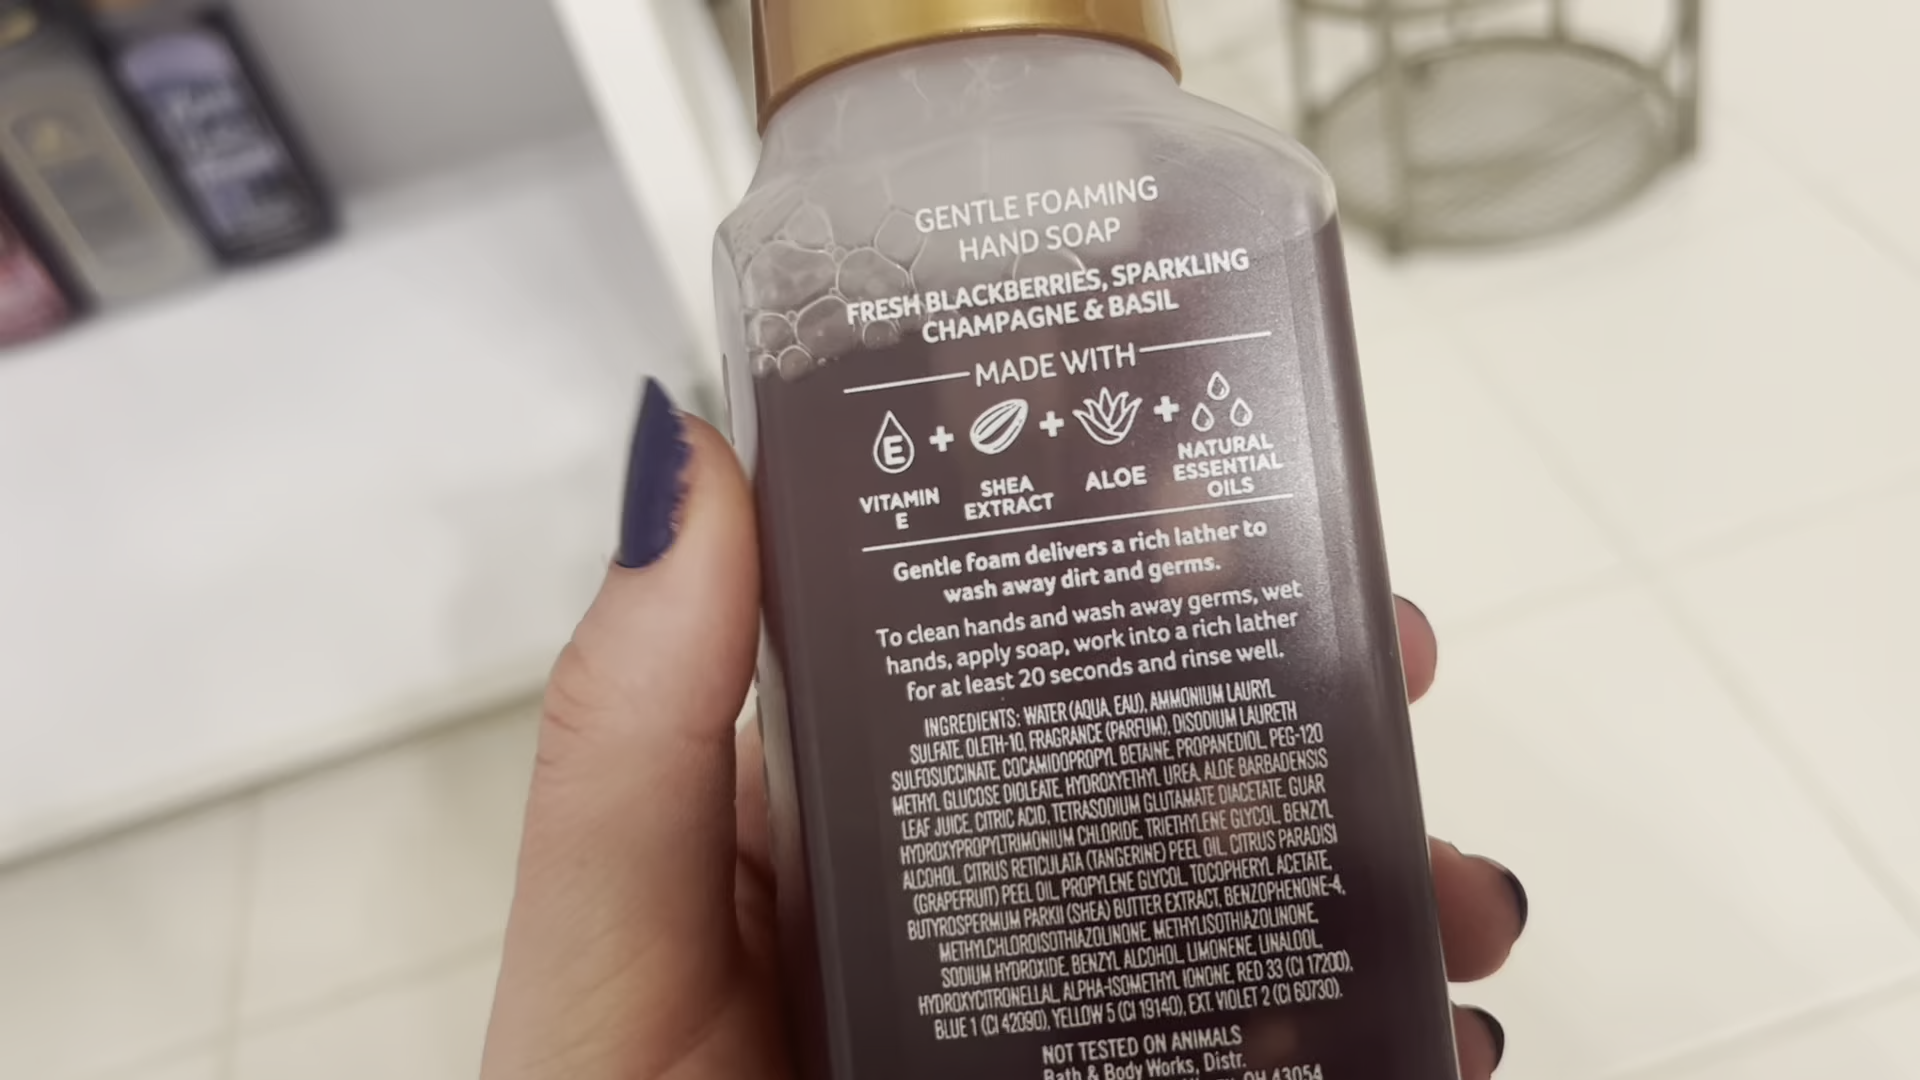 GENTLE FOAMING
HAND SOAP
FRESH BLACKBERRIES, SPARKLING
CHAMPAGNE & BASIL
MADE WITH
E + + +
VITAMIN
E
SHEA
EXTRACT
ALOE
NATURAL
ESSENTIAL
OILS
Gentle foam delivers a rich lather to
wash away dirt and germs.
To clean hands and wash away germs, wet
hands, apply soap, work into a rich lather
for at least 20 seconds and rinse well.
INGREDIENTS: WATER (AQUA, EAU), AMMONIUM LAURYL
SULFATE, OLETH-10, FRAGRANCE (PARFUM), DISODIUM LAURETH
SULFOSUCCINATE, COCAMIDOPROPYL BETAINE, PROPANEDIOL, PEG-120
METHYL GLUCOSE DIOLEATE, HYDROXYETHYL UREA, ALOE BARBADENSIS
LEAF JUICE, CITRIC ACID, TETRASODIUM GLUTAMATE DIACETATE, GUAR
HYDROXYPROPYLTRIMONIUM CHLORIDE, TRIETHYLENE GLYCOL, BENZYL
ALCOHOL, CITRUS RETICULATA (TANGERINE) PEEL OIL, CITRUS PARADISI
(GRAPEFRUIT) PEEL OIL, PROPYLENE GLYCOL, TOCOPHERYL ACETATE,
BUTYROSPERMUM PARKII (SHEA) BUTTER EXTRACT, BENZOPHENONE-4,
METHYLCHLOROISOTHIAZOLINONE, METHYLISOTHIAZOLINONE,
SODIUM HYDROXIDE, BENZYL ALCOHOL, LIMONENE, LINALOOL,
HYDROXYCITRONELLAL, ALPHA-ISOMETHYL IONONE, RED 33 (CI 17200),
BLUE 1 (CI 42090), YELLOW 5 (CI 19140), EXT. VIOLET 2 (CI 60730).
NOT TESTED ON ANIMALS
Bath & Body Works, Distr.
OH 43054